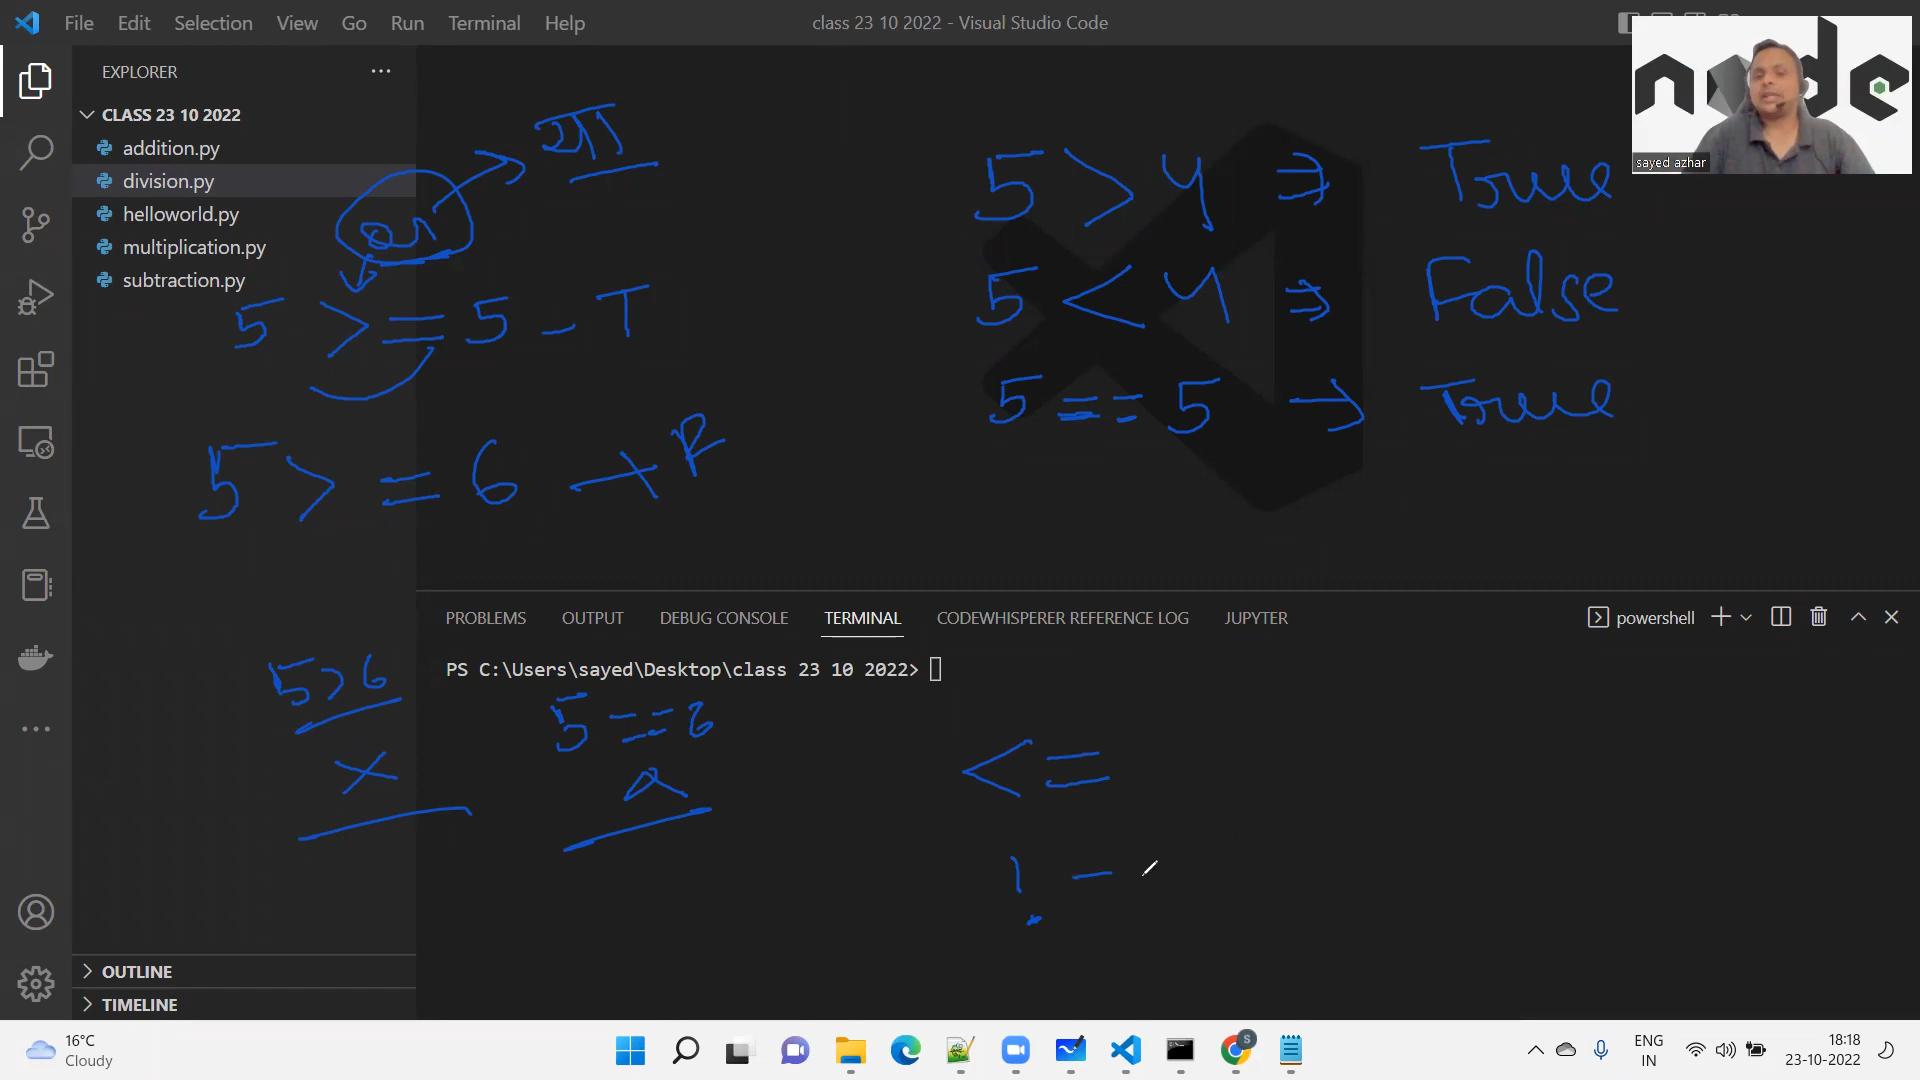 File Edit Selection View Go Run Terminal Help
class 23 10 2022 - Visual Studio Code
node
sayed azhar
EXPLORER
CLASS 23 10 2022
addition.py
division.py
helloworld.py
multiplication.py
subtraction.py
या
or
5 >= 5 - T
5 >= 6 → F
5 > 4 ⇒ True
5 < 4 ⇒ False
5 == 5 → True
PROBLEMS OUTPUT DEBUG CONSOLE TERMINAL CODEWHISPERER REFERENCE LOG JUPYTER
powershell
PS C:\Users\sayed\Desktop\class 23 10 2022>
5>6
5 == 6
<=
! -
OUTLINE
TIMELINE
16°C
Cloudy
S
ENG
IN
18:18
23-10-2022